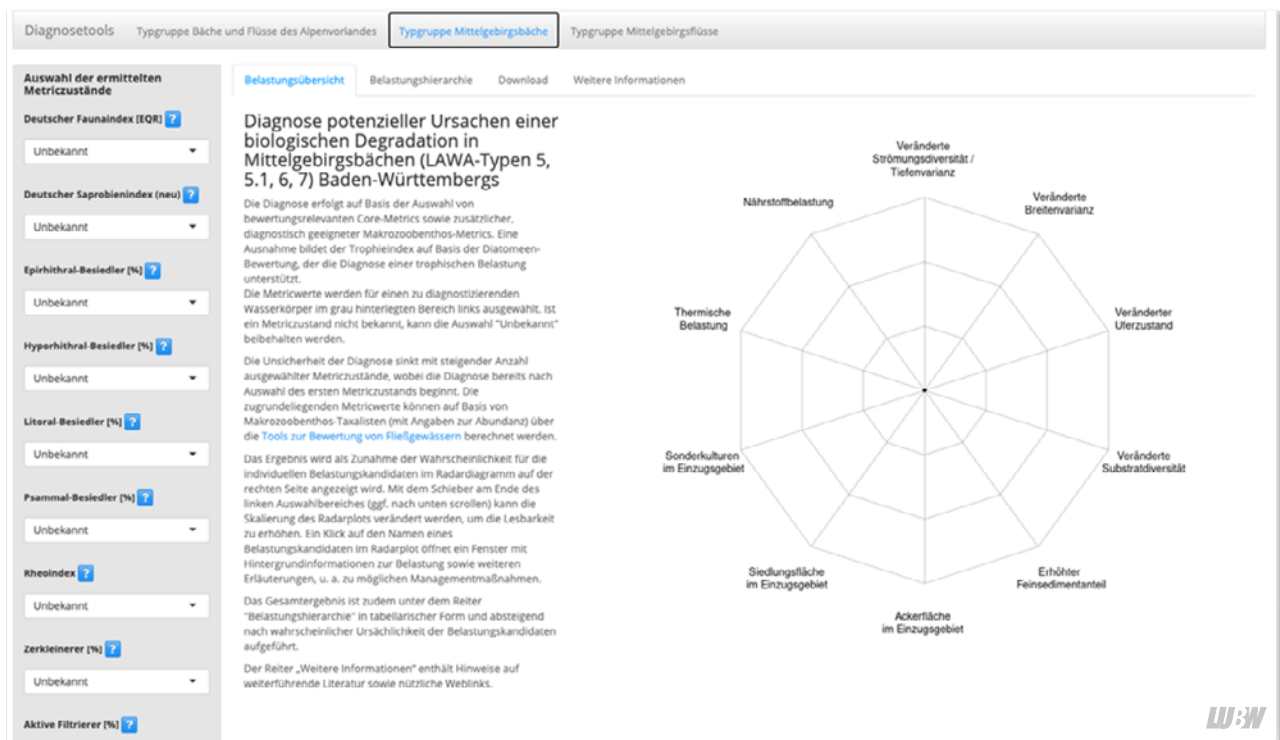 Diagnosetools Typgruppe Bäche und Flüsse des Alpenvorlandes Typgruppe Mittelgebirgsbäche Typgruppe Mittelgebirgsflüsse
Auswahl der ermittelten
Metriczustände
Deutscher Faunaindex [EQR] ?
Unbekannt
Deutscher Saprobienindex (neu) ?
Unbekannt
Epirhithral-Besiedler [%] ?
Unbekannt
Hyporhithral-Besiedler [%] ?
Unbekannt
Litoral-Besiedler [%] ?
Unbekannt
Psammal-Besiedler [%] ?
Unbekannt
Rheoindex ?
Unbekannt
Zerkleinerer [%] ?
Unbekannt
Aktive Filtrierer [%] ?
Belastungsübersicht Belastungshierarchie Download Weitere Informationen
Diagnose potenzieller Ursachen einer
biologischen Degradation in
Mittelgebirgsbächen (LAWA-Typen 5,
5.1, 6, 7) Baden-Württembergs
Die Diagnose erfolgt auf Basis der Auswahl von
bewertungsrelevanten Core-Metrics sowie zusätzlicher,
diagnostisch geeigneter Makrozoobenthos-Metrics. Eine
Ausnahme bildet der Trophieindex auf Basis der Diatomeen-
Bewertung, der die Diagnose einer trophischen Belastung
unterstützt.
Die Metricwerte werden für einen zu diagnostizierenden
Wasserkörper im grau hinterlegten Bereich links ausgewählt. Ist
ein Metriczustand nicht bekannt, kann die Auswahl "Unbekannt"
beibehalten werden.
Die Unsicherheit der Diagnose sinkt mit steigender Anzahl
ausgewählter Metriczustände, wobei die Diagnose bereits nach
Auswahl des ersten Metriczustands beginnt. Die
zugrundeliegenden Metricwerte können auf Basis von
Makrozoobenthos-Taxalisten (mit Angaben zur Abundanz) über
die Tools zur Bewertung von Fließgewässern berechnet werden.
Das Ergebnis wird als Zunahme der Wahrscheinlichkeit für die
individuellen Belastungskandidaten im Radardiagramm auf der
rechten Seite angezeigt wird. Mit dem Schieber am Ende des
linken Auswahlbereiches (ggf. nach unten scrollen) kann die
Skalierung des Radarplots verändert werden, um die Lesbarkeit
zu erhöhen. Ein Klick auf den Namen eines
Belastungskandidaten im Radarplot öffnet ein Fenster mit
Hintergrundinformationen zur Belastung sowie weiteren
Erläuterungen, u. a. zu möglichen Managementmaßnahmen.
Das Gesamtergebnis ist zudem unter dem Reiter
"Belastungshierarchie" in tabellarischer Form und absteigend
nach wahrscheinlicher Ursächlichkeit der Belastungskandidaten
aufgeführt.
Der Reiter „Weitere Informationen" enthält Hinweise auf
weiterführende Literatur sowie nützliche Weblinks.
Veränderte
Strömungsdiversität /
Tiefenvarianz
Veränderte
Breitenvarianz
Veränderter
Uferzustand
Veränderte
Substratdiversität
Erhöhter
Feinsedimentanteil
Ackerfläche
im Einzugsgebiet
Siedlungsfläche
im Einzugsgebiet
Sonderkulturen
im Einzugsgebiet
Thermische
Belastung
Nährstoffbelastung
LU:BW